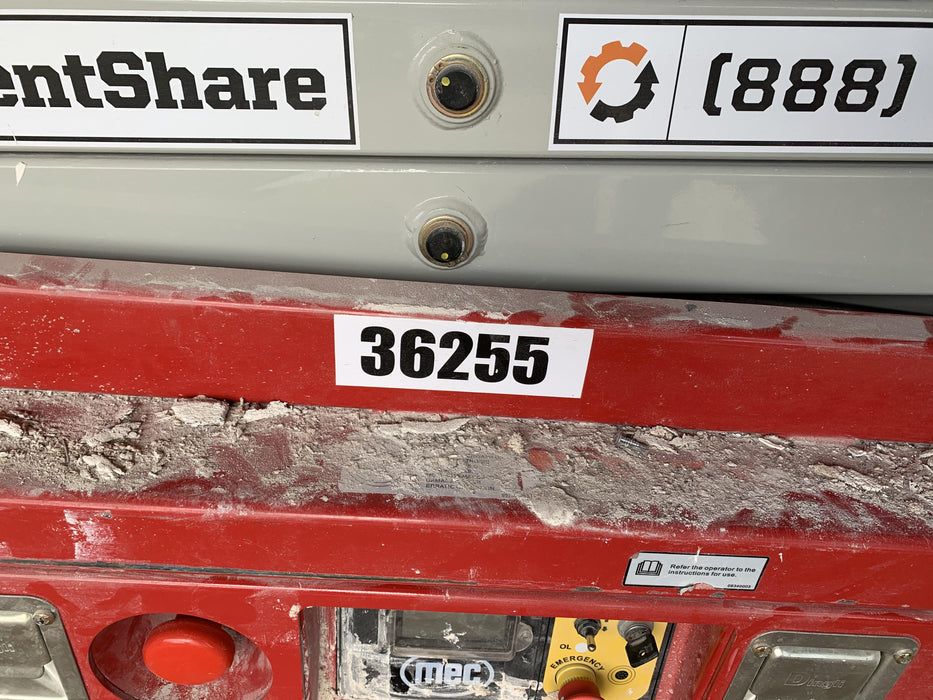 entShare
(888)
36255
Refer the operator to the
instructions for use.
mec
OL
EMERGENCY